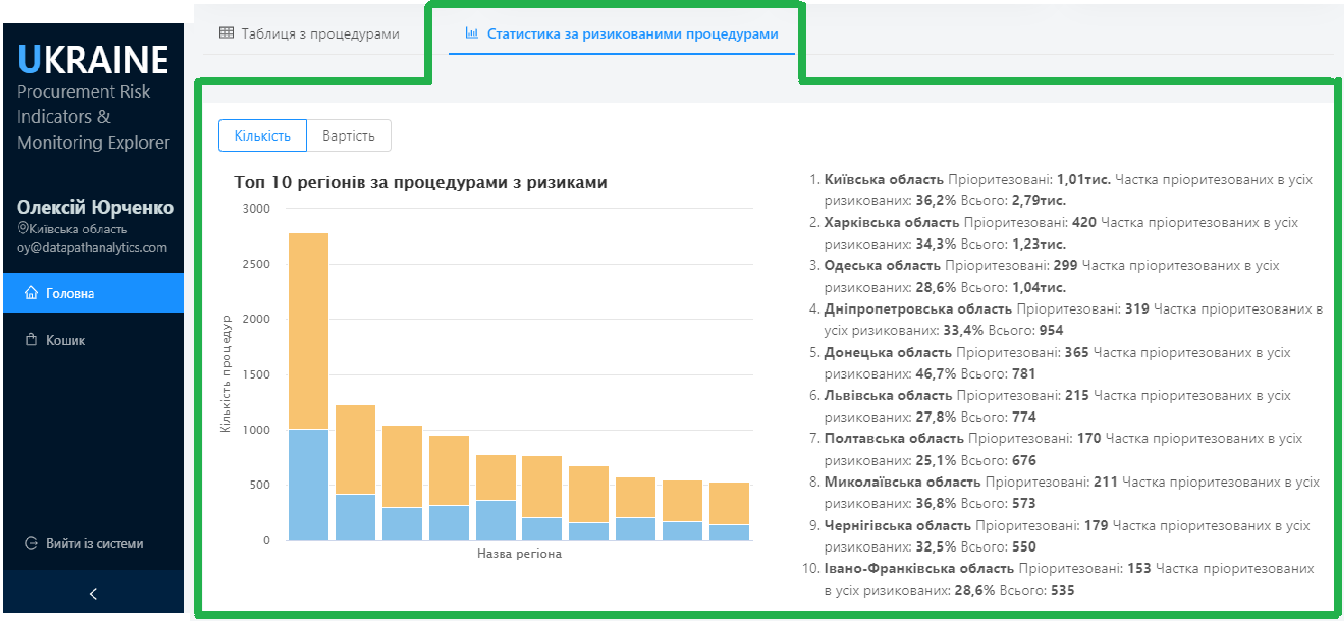 UKRAINE
Procurement Risk
Indicators &
Monitoring Explorer
Олексій Юрченко
Київська область
oy@datapathanalytics.com
Головна
Кошик
Вийти із системи
Таблиця з процедурами
Статистика за ризикованими процедурами
Кількість
Вартість
Топ 10 регіонів за процедурами з ризиками
3000
2500
2000
1500
1000
500
0
Кількість процедур
Назва регіона
1. Київська область Пріоритезовані: 1,01тис. Частка пріоритезованих в усіх
ризикованих: 36,2% Всього: 2,79тис.
2. Харківська область Пріоритезовані: 420 Частка пріоритезованих в усіх
ризикованих: 34,3% Всього: 1,23тис.
3. Одеська область Пріоритезовані: 299 Частка пріоритезованих в усіх
ризикованих: 28,6% Всього: 1,04тис.
4. Дніпропетровська область Пріоритезовані: 319 Частка пріоритезованих в
усіх ризикованих: 33,4% Всього: 954
5. Донецька область Пріоритезовані: 365 Частка пріоритезованих в усіх
ризикованих: 46,7% Всього: 781
6. Львівська область Пріоритезовані: 215 Частка пріоритезованих в усіх
ризикованих: 27,8% Всього: 774
7. Полтавська область Пріоритезовані: 170 Частка пріоритезованих в усіх
ризикованих: 25,1% Всього: 676
8. Миколаївська область Пріоритезовані: 211 Частка пріоритезованих в усіх
ризикованих: 36,8% Всього: 573
9. Чернігівська область Пріоритезовані: 179 Частка пріоритезованих в усіх
ризикованих: 32,5% Всього: 550
10. Івано-Франківська область Пріоритезовані: 153 Частка пріоритезованих
в усіх ризикованих: 28,6% Всього: 535